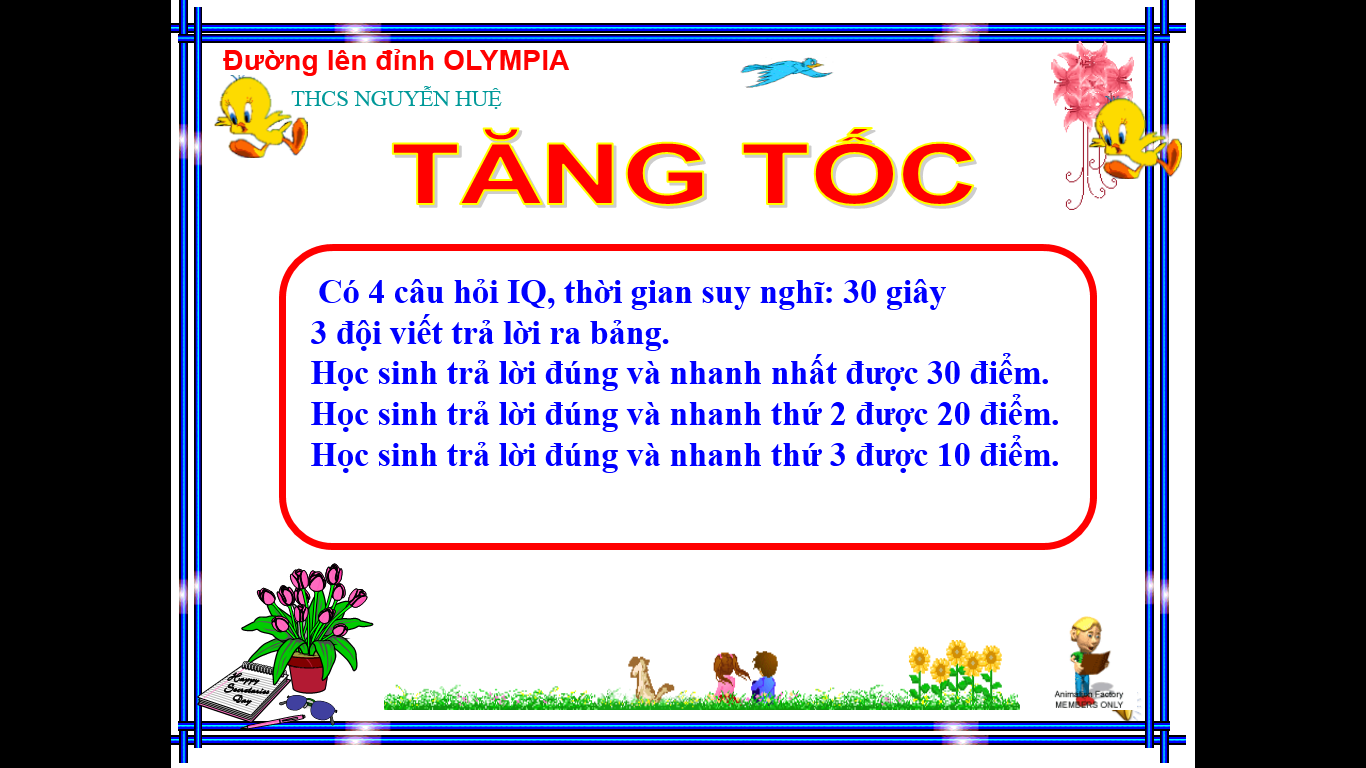 Đường lên đỉnh OLYMPIA
THCS NGUYỄN HUỆ
TĂNG TỐC
Có 4 câu hỏi IQ, thời gian suy nghĩ: 30 giây
3 đội viết trả lời ra bảng.
Học sinh trả lời đúng và nhanh nhất được 30 điểm.
Học sinh trả lời đúng và nhanh thứ 2 được 20 điểm.
Học sinh trả lời đúng và nhanh thứ 3 được 10 điểm.
Happy
Secretaries
Day
Animation Factory
MEMBERS ONLY